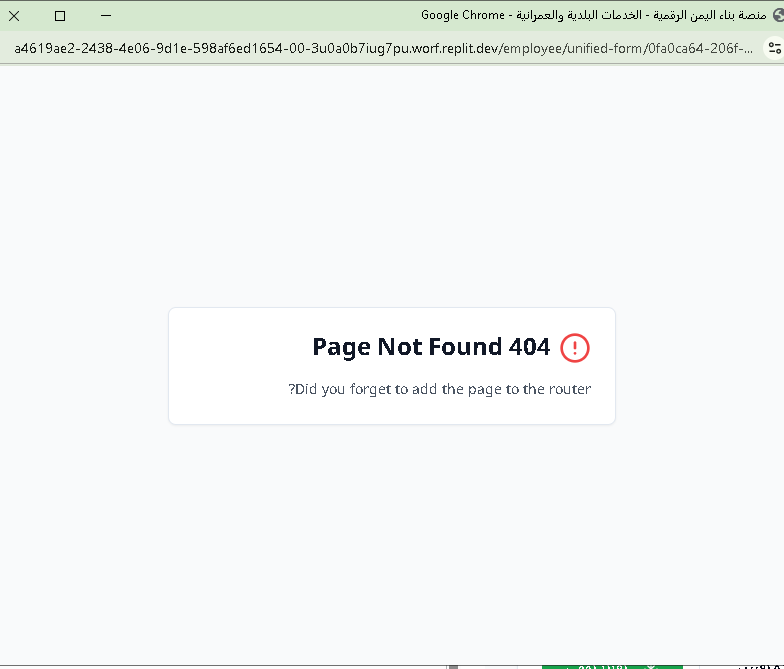 منصة بناء اليمن الرقمية - الخدمات البلدية والعمرانية - Google Chrome
a4619ae2-2438-4e06-9d1e-598af6ed1654-00-3u0a0b7iug7pu.worf.replit.dev/employee/unified-form/0fa0ca64-206f-...
Page Not Found 404
?Did you forget to add the page to the router